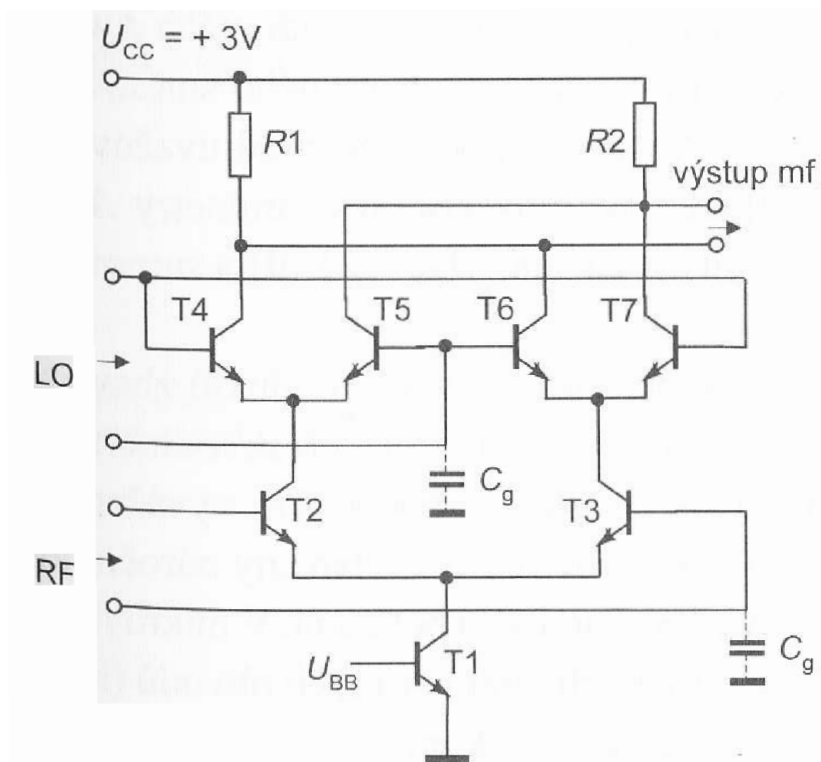 U_CC = + 3V
R1
R2
výstup mf
T4
T5
T6
T7
LO
C_g
T2
T3
RF
U_BB
T1
C_g